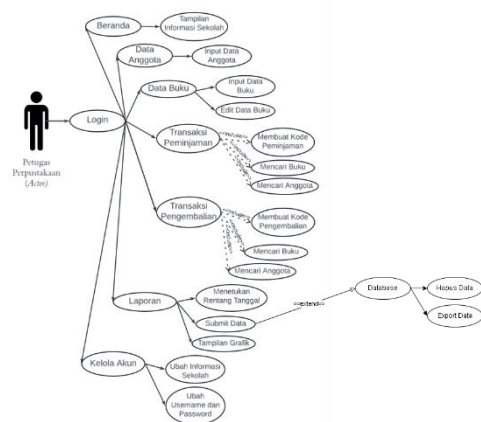 Beranda
Tampilan
Informasi Sekolah
Data
Anggota
Input Data
Anggota
Data Buku
Input Data
Buku
Edit Data Buku
Login
Petugas
Perpustakaan
(Actor)
Transaksi
Peminjaman
Membuat Kode
Peminjaman
Mencari Buku
Mencari Anggota
Transaksi
Pengembalian
Membuat Kode
Pengembalian
Mencari Buku
Mencari Anggota
Laporan
Menetukan
Rentang Tanggal
Submit Data
Tampilan Grafik
<<extend>>
Database
Hapus Data
Export Data
Kelola Akun
Ubah Informasi
Sekolah
Ubah
Username dan
Password